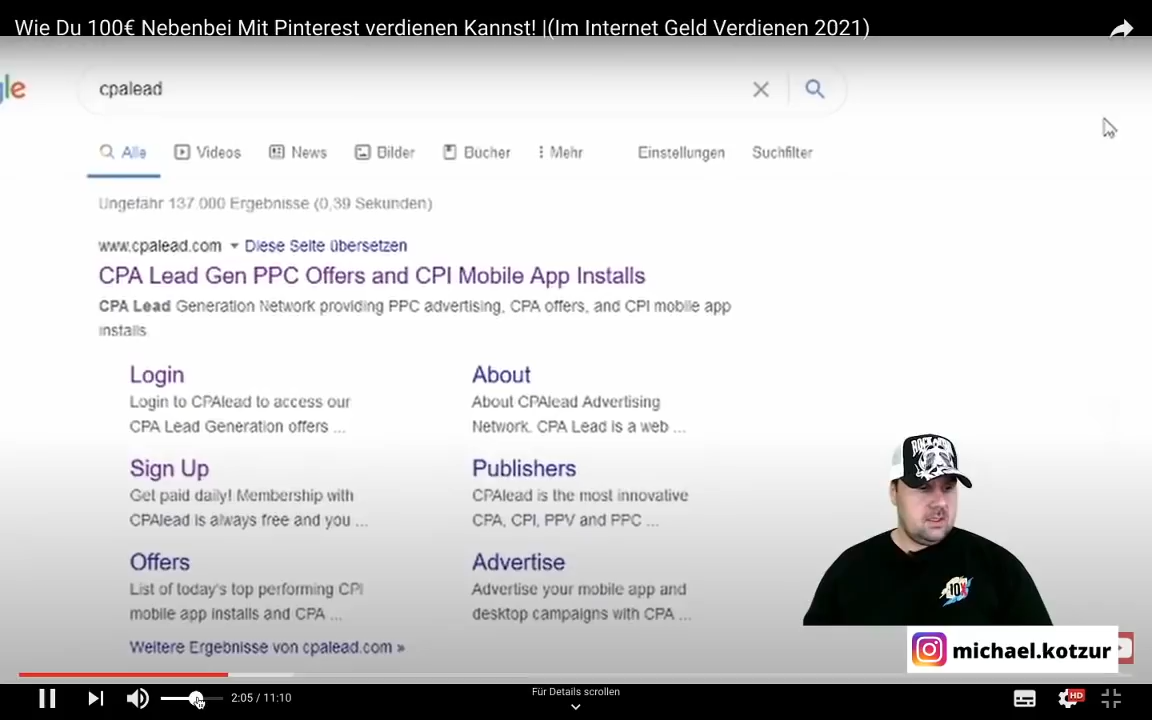 Wie Du 100€ Nebenbei Mit Pinterest verdienen Kannst! |(Im Internet Geld Verdienen 2021)
le
cpalead
Alle Videos News Bilder Bücher Mehr Einstellungen Suchfilter
Ungefähr 137.000 Ergebnisse (0,39 Sekunden)
www.cpalead.com Diese Seite übersetzen
CPA Lead Gen PPC Offers and CPI Mobile App Installs
CPA Lead Generation Network providing PPC advertising, CPA offers, and CPI mobile app
installs
Login
Login to CPAlead to access our
CPA Lead Generation offers ...
About
About CPAlead Advertising
Network. CPA Lead is a web ...
Sign Up
Get paid daily! Membership with
CPAlead is always free and you ...
Publishers
CPAlead is the most innovative
CPA, CPI, PPV and PPC ...
Offers
List of today's top performing CPI
mobile app installs and CPA ...
Advertise
Advertise your mobile app and
desktop campaigns with CPA ...
Weitere Ergebnisse von cpalead.com »
10X
michael.kotzur
2:05 / 11:10
Für Details scrollen
HD